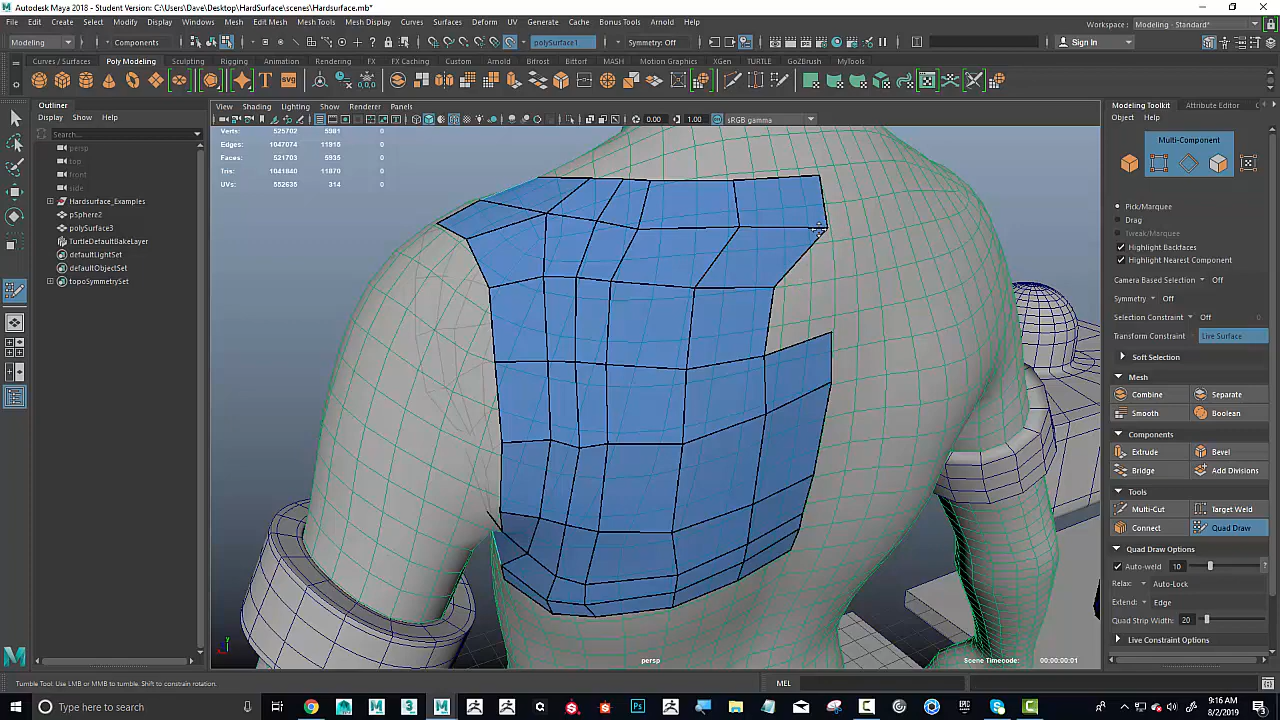 Autodesk Maya 2018 - Student Version: C:\Users\Dave\Desktop\HardSurface\scenes\Hardsurface.mb*
File Edit Create Select Modify Display Windows Mesh Edit Mesh Mesh Tools Mesh Display Curves Surfaces Deform UV Generate Cache Bonus Tools Arnold Help
Workspace : Modeling - Standard*
Modeling Components polySurface1 Symmetry: Off Sign In
Curves / Surfaces Poly Modeling Sculpting Rigging Animation Rendering FX FX Caching Custom Arnold Bifrost Bitterf MASH Motion Graphics XGen TURTLE GoZBrush MyTools
Outliner
Display Show Help
Search...
persp
top
front
side
Hardsurface_Examples
pSphere2
polySurface3
TurtleDefaultBakeLayer
defaultLightSet
defaultObjectSet
topoSymmetrySet
View Shading Lighting Show Renderer Panels
0.00 1.00 sRGB gamma
Verts: 525702 5981 0
Edges: 1047074 11915 0
Faces: 521703 5935 0
Tris: 1041840 11870 0
UVs: 552635 314 0
persp
Scene Timecode: 00:00:00:01
Modeling Toolkit Attribute Editor
Object Help
Multi-Component
Pick/Marquee
Drag
Tweak/Marquee
Highlight Backfaces
Highlight Nearest Component
Camera Based Selection Off
Symmetry Off
Selection Constraint Off 0
Transform Constraint Live Surface
Soft Selection
Mesh
Combine Separate
Smooth Boolean
Components
Extrude Bevel
Bridge Add Divisions
Tools
Multi-Cut Target Weld
Connect Quad Draw
Quad Draw Options
Auto-weld 10 ?
Relax: Auto-Lock
Extend: Edge
Quad Strip Width: 20
Live Constraint Options
Tumble Tool: Use LMB or MMB to tumble. Shift to constrain rotation.
MEL
Type here to search
9:16 AM
8/2/2019